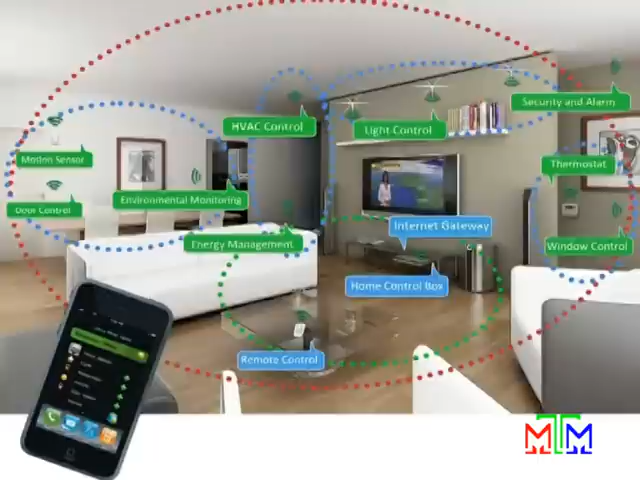 Security and Alarm
HVAC Control
Light Control
Motion Sensor
Thermostat
Environmental Monitoring
Door Control
Internet Gateway
Energy Management
Window Control
Home Control Box
Remote Control
MTM